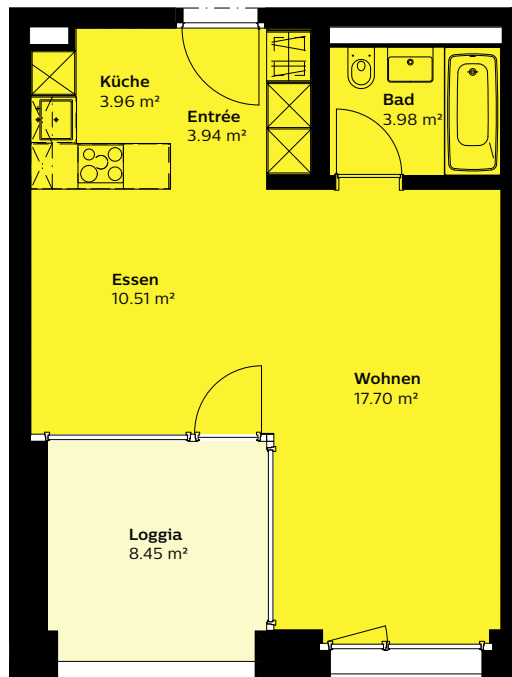 Küche
3.96 m²
Entrée
3.94 m²
Bad
3.98 m²
Essen
10.51 m²
Wohnen
17.70 m²
Loggia
8.45 m²